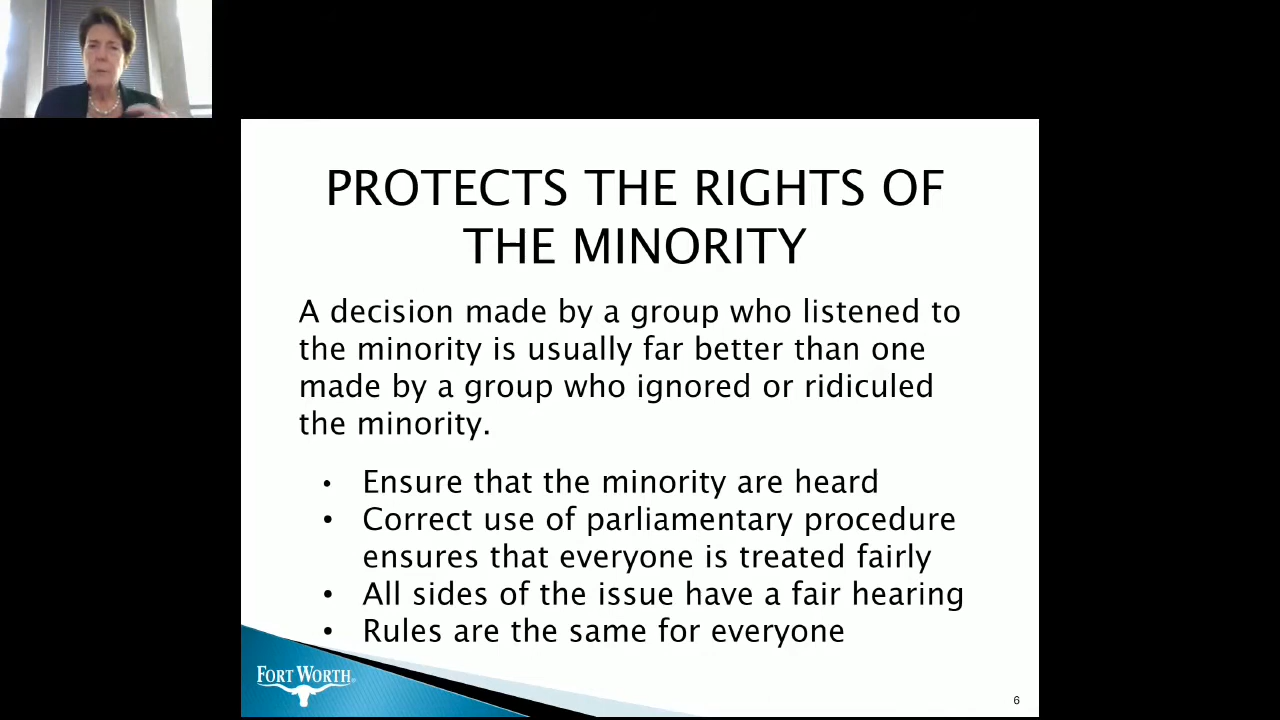 PROTECTS THE RIGHTS OF
THE MINORITY
A decision made by a group who listened to
the minority is usually far better than one
made by a group who ignored or ridiculed
the minority.
• Ensure that the minority are heard
• Correct use of parliamentary procedure
ensures that everyone is treated fairly
• All sides of the issue have a fair hearing
• Rules are the same for everyone
FORT WORTH®
6